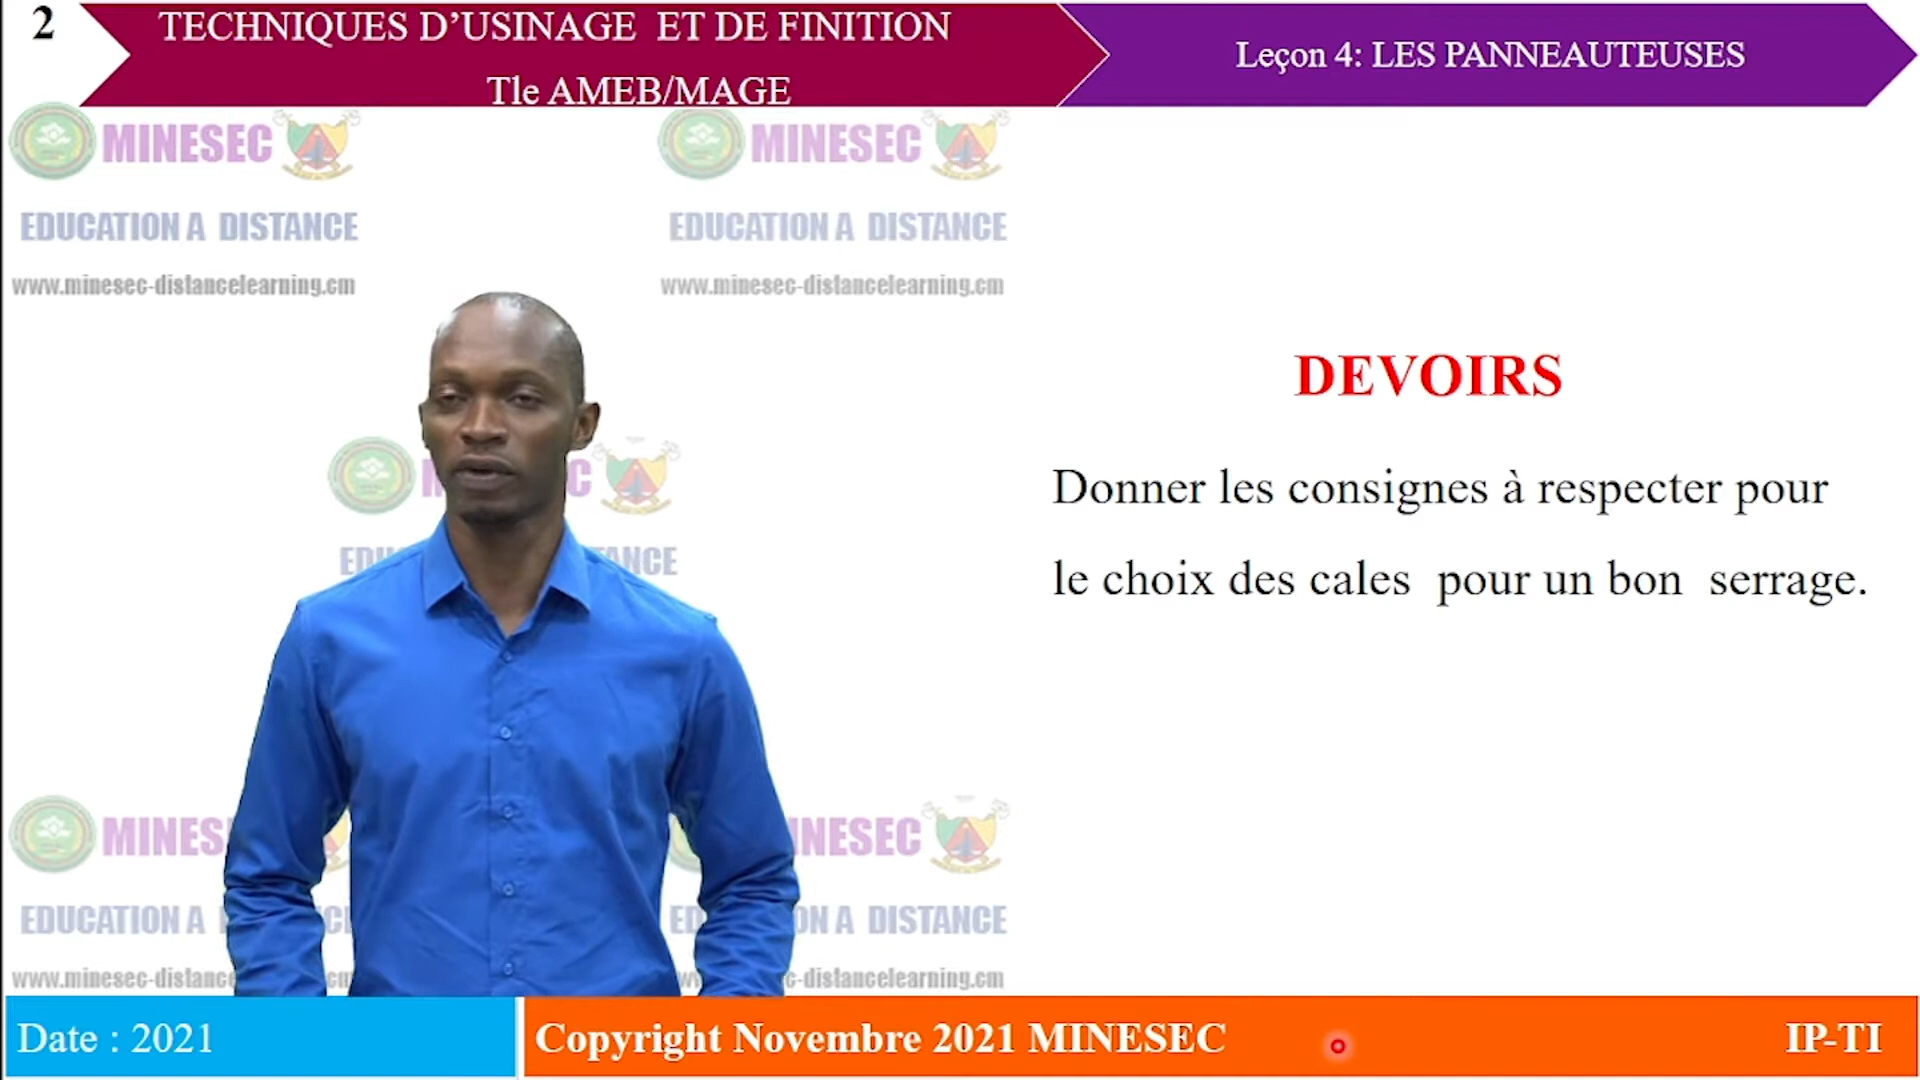 2
TECHNIQUES D’USINAGE ET DE FINITION
Tle AMEB/MAGE
Leçon 4: LES PANNEAUTEUSES
MINESEC
MINESEC
EDUCATION A DISTANCE
EDUCATION A DISTANCE
www.minesec-distancelearning.cm
www.minesec-distancelearning.cm
DEVOIRS
Donner les consignes à respecter pour
le choix des cales pour un bon serrage.
Date : 2021
Copyright Novembre 2021 MINESEC
IP-TI